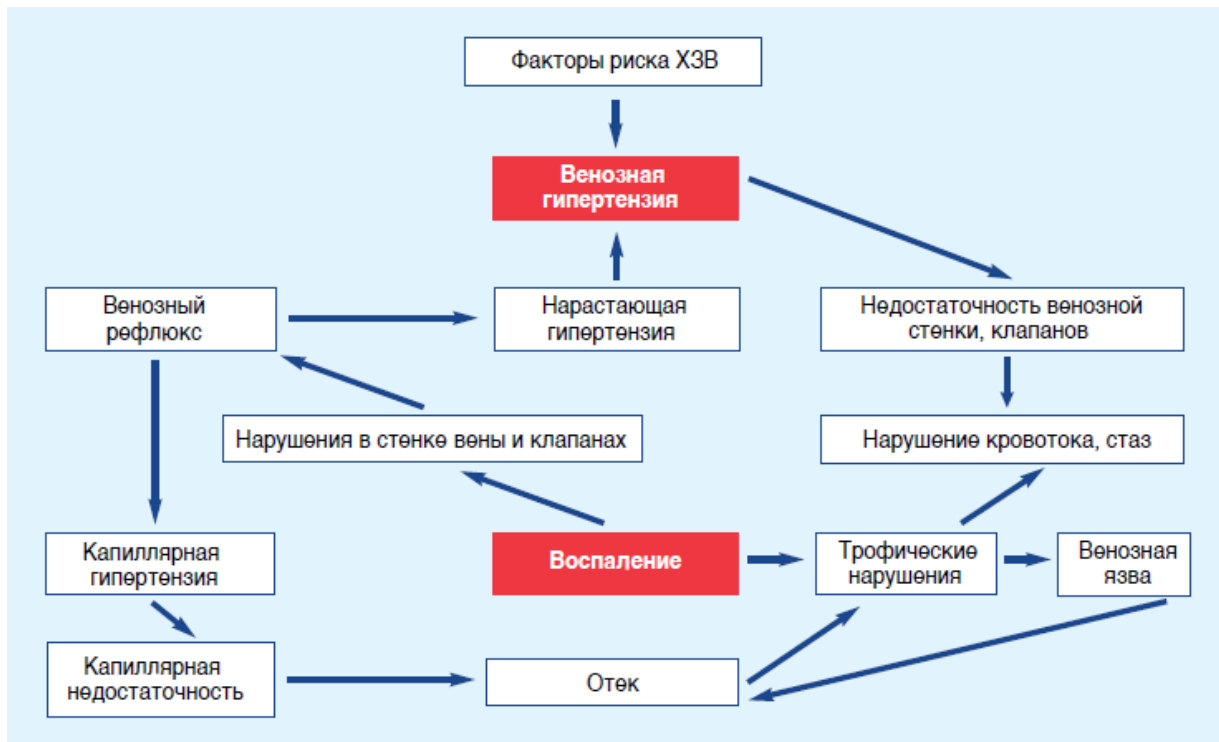 Факторы риска ХЗВ
Венозная
гипертензия
Венозный
рефлюкс
Нарастающая
гипертензия
Недостаточность венозной
стенки, клапанов
Нарушения в стенке вены и клапанах
Нарушение кровотока, стаз
Капиллярная
гипертензия
Воспаление
Трофические
нарушения
Венозная
язва
Капиллярная
недостаточность
Отек